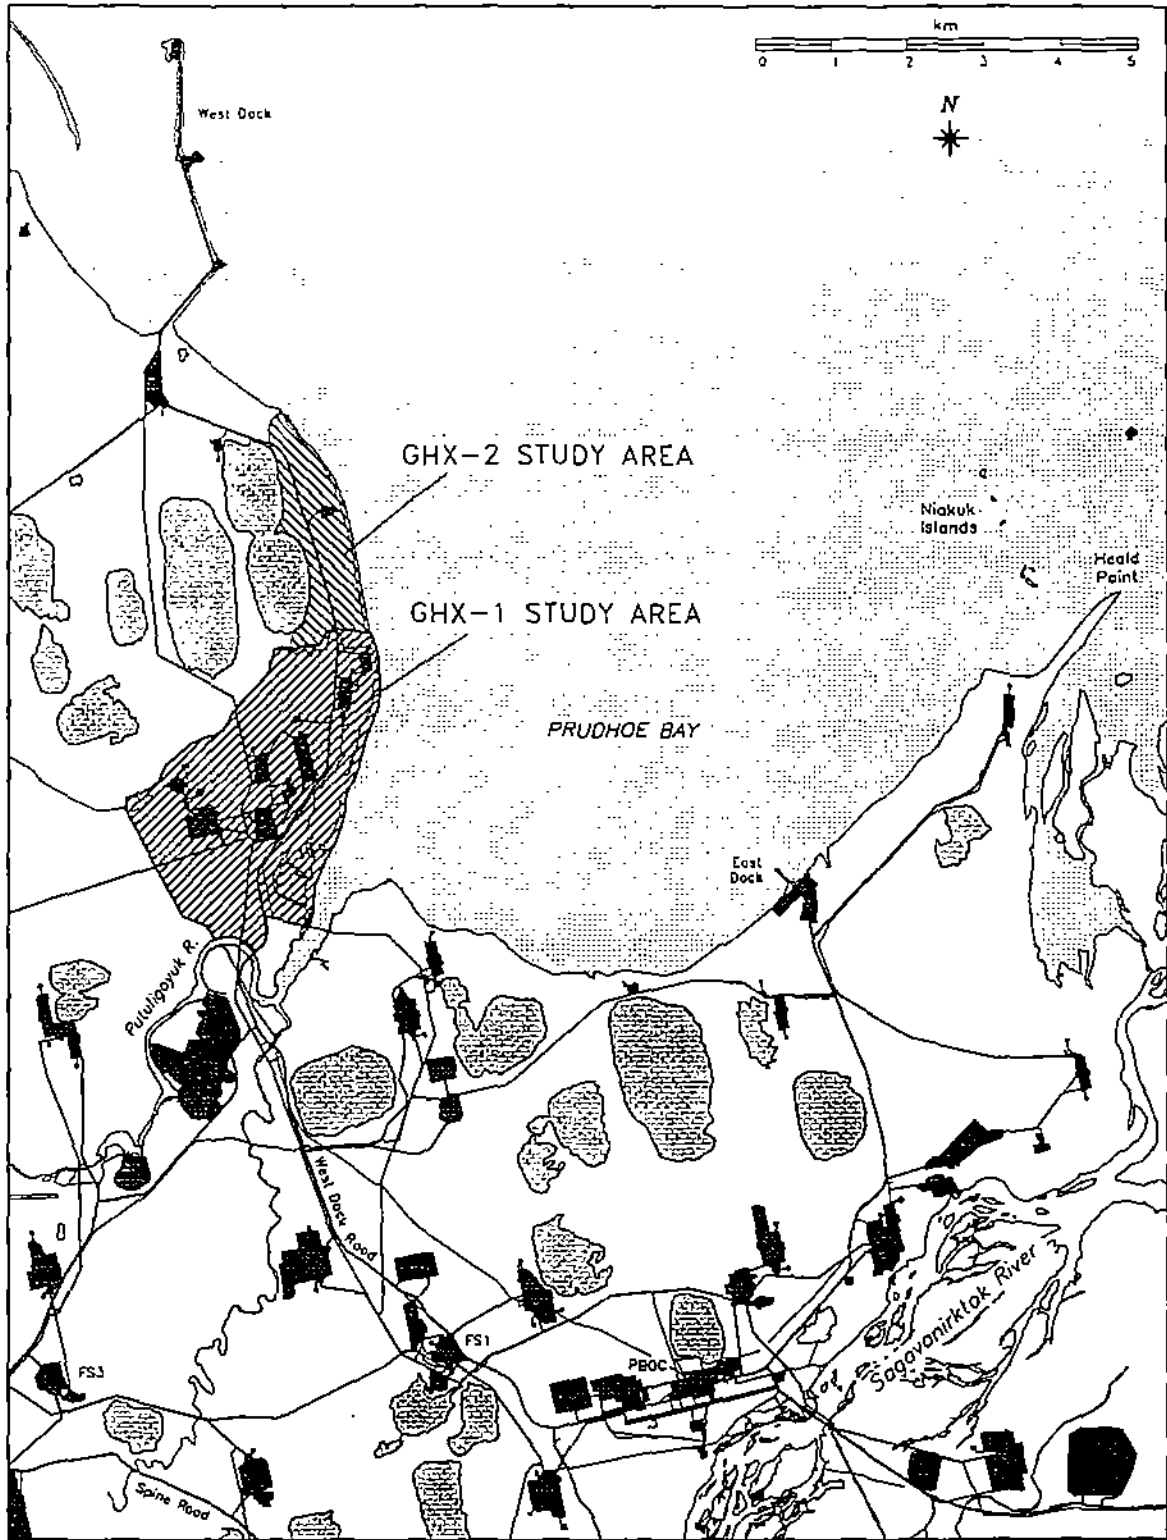 km
0 1 2 3 4 5
N
West Dock
GHX-2 STUDY AREA
Niakuk
Islands
Heald
Point
GHX-1 STUDY AREA
PRUDHOE BAY
East
Dock
Putuligayuk R.
West Dock
Road
Sagavanirktok River
FS1
PBOC
FS3
Spine Road